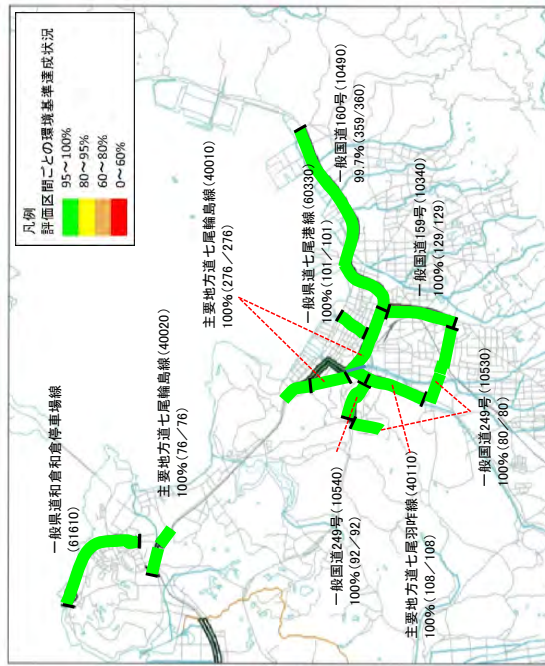 凡例
評価区間ごとの環境基準達成状況
95～100%
80～95%
60～80%
0～60%
一般県道和倉和倉停車場線
(61610)
主要地方道七尾輪島線(40020)
100%(76/76)
主要地方道七尾輪島線(40010)
100%(276/276)
一般県道七尾港線(60330)
100%(101/101)
一般国道160号(10490)
99.7%(359/360)
一般国道159号(10340)
100%(129/129)
一般国道249号(10540)
100%(92/92)
主要地方道七尾羽咋線(40110)
100%(108/108)
一般国道249号(10530)
100%(80/80)